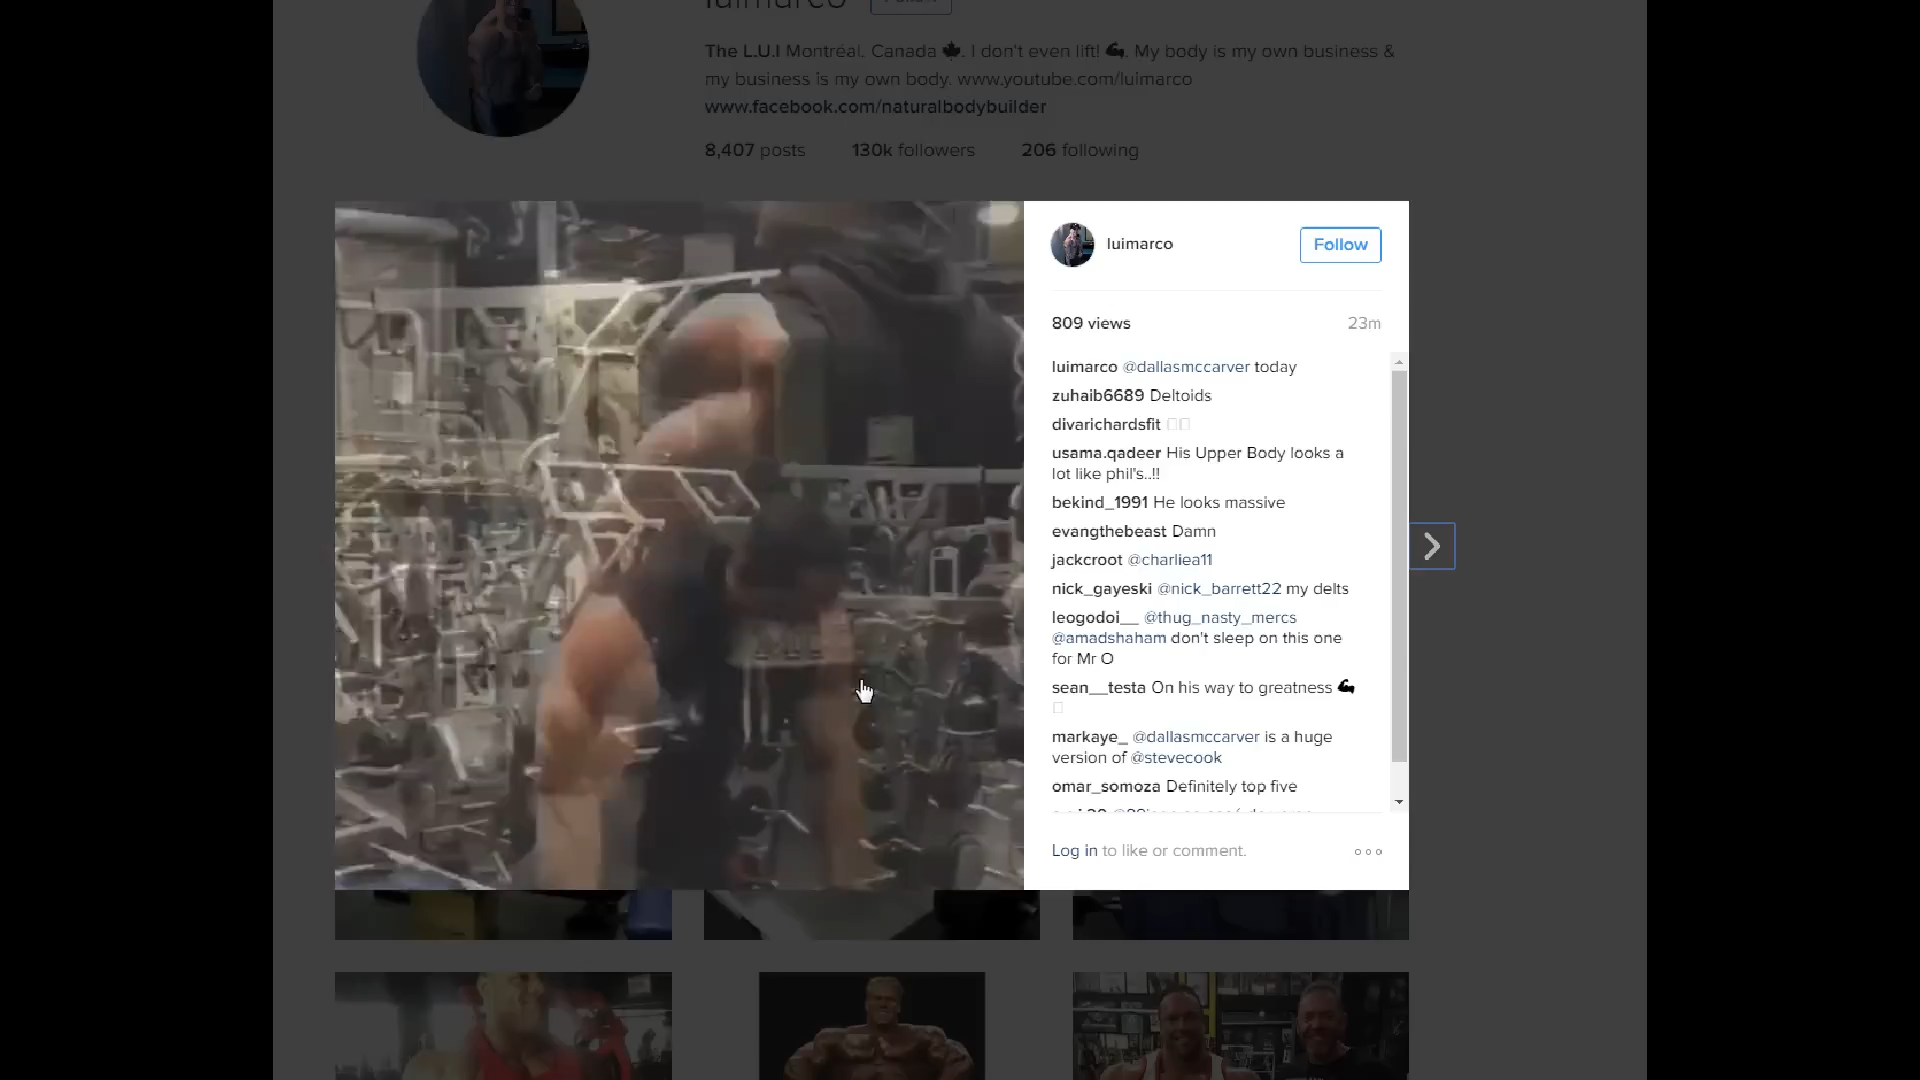 luimarco
The L.U.I Montréal. Canada 🍁. I don't even lift! 💪. My body is my own business &
my business is my own body. www.youtube.com/luimarco
www.facebook.com/naturalbodybuilder
8,407 posts 130k followers 206 following
luimarco Follow
809 views 23m
luimarco @dallasmccarver today
zuhaib6689 Deltoids
divarichardsfit
usama.qadeer His Upper Body looks a
lot like phil's..!!
bekind_1991 He looks massive
evangthebeast Damn
jackcroot @charliea11
nick_gayeski @nick_barrett22 my delts
leogodoi__ @thug_nasty_mercs
@amadshaham don't sleep on this one
for Mr O
sean__testa On his way to greatness 💪
markaye_ @dallasmccarver is a huge
version of @stevecook
omar_somoza Definitely top five
Log in to like or comment.